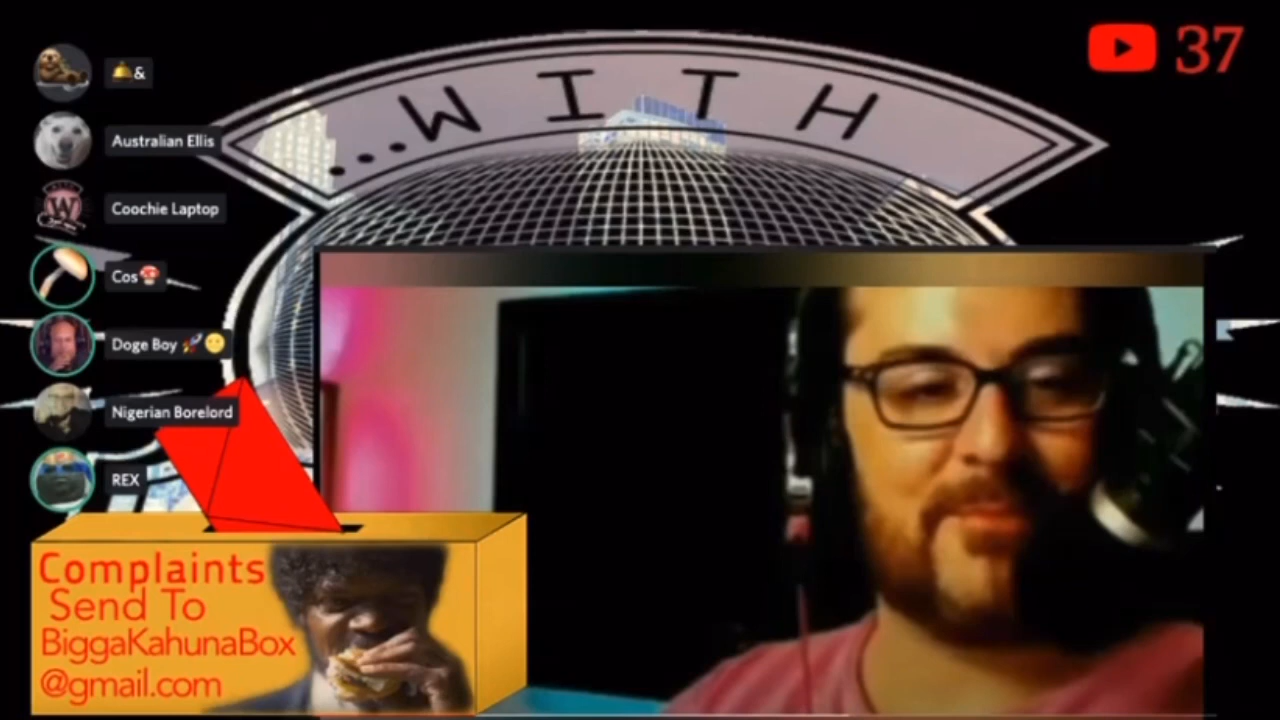 ...WITH
37
🛎&
Australian Ellis
Coochie Laptop
W
Cos🍄
Doge Boy 🚀🌕
Nigerian Borelord
REX
Complaints
Send To
BiggaKahunaBox
@gmail.com